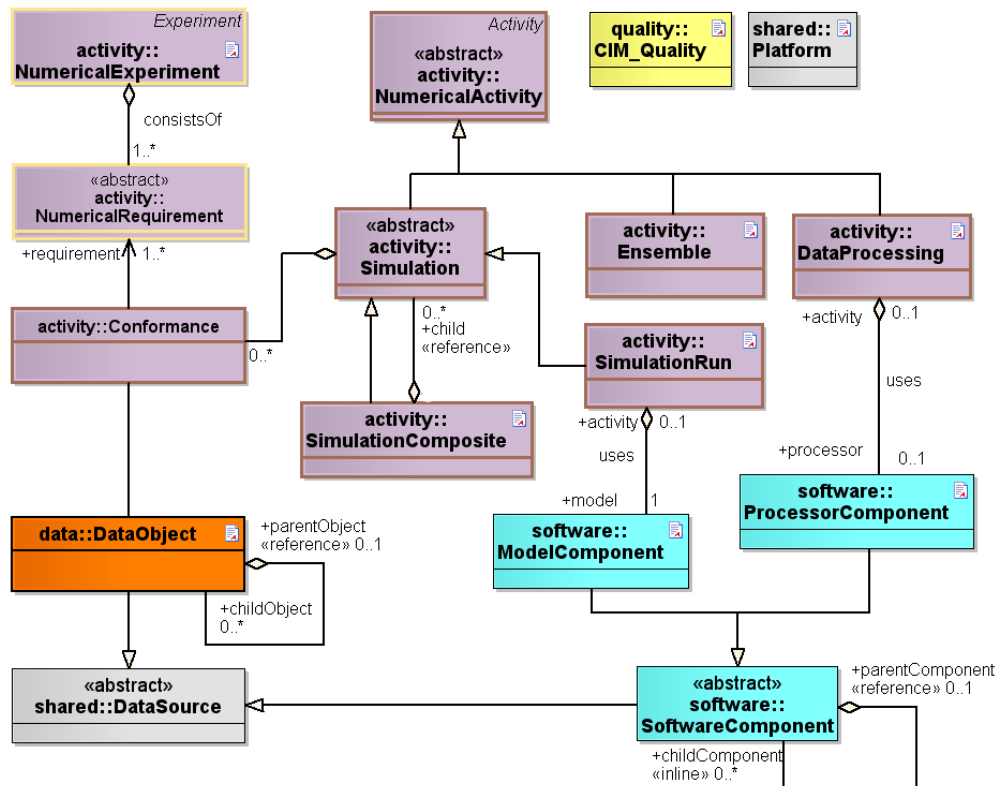 Experiment
activity::
NumericalExperiment
consistsOf
1..*
«abstract»
activity::
NumericalRequirement
+requirement
1..*
activity::Conformance
0..*
Activity
«abstract»
activity::
NumericalActivity
quality::
CIM_Quality
shared::
Platform
«abstract»
activity::
Simulation
0..*
+child
«reference»
activity::
SimulationComposite
activity::
Ensemble
activity::
DataProcessing
+activity
0..1
uses
+processor
0..1
activity::
SimulationRun
+activity
0..1
uses
+model
1
software::
ModelComponent
software::
ProcessorComponent
data::DataObject
+parentObject
«reference» 0..1
+childObject
0..*
«abstract»
shared::DataSource
«abstract»
software::
SoftwareComponent
+parentComponent
«reference» 0..1
+childComponent
«inline» 0..*